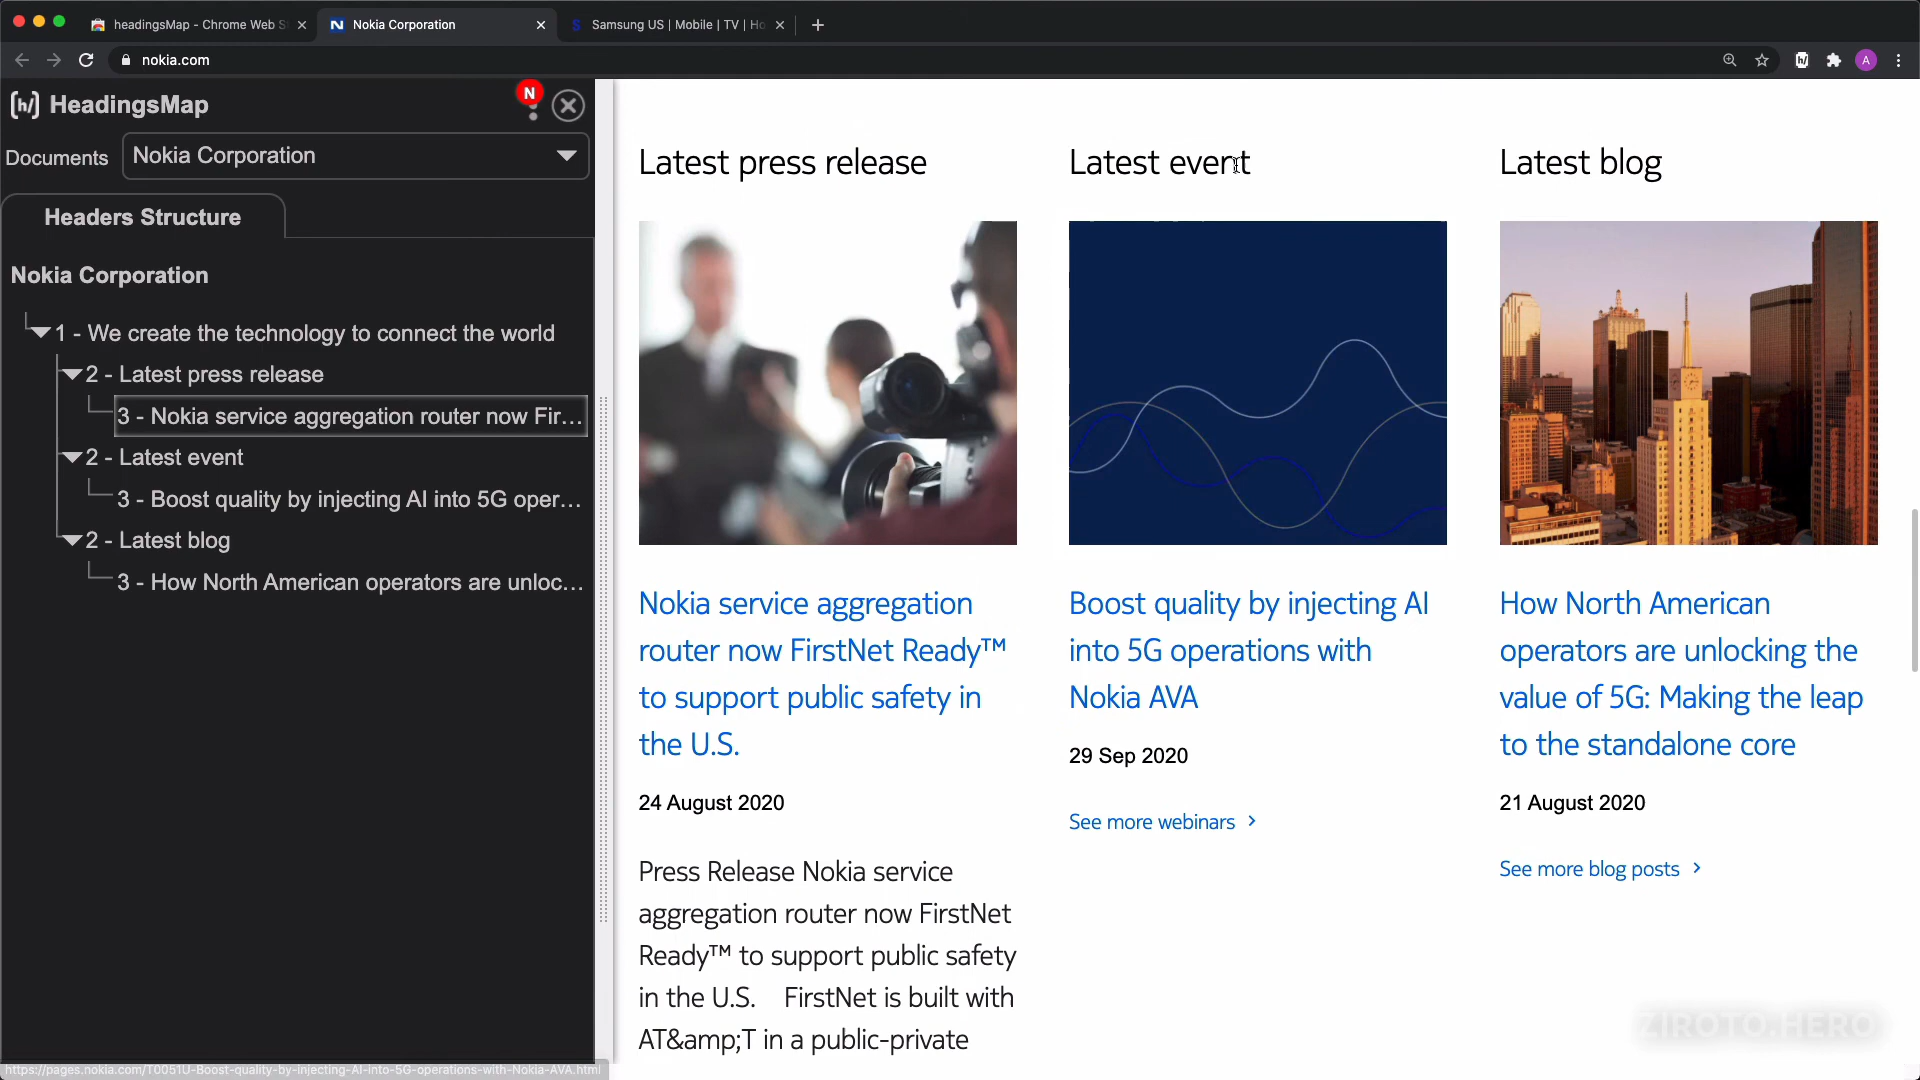 headingsMap - Chrome Web S
Nokia Corporation
Samsung US | Mobile | TV | Ho
nokia.com
A
[h/] HeadingsMap
N
Documents
Nokia Corporation
Headers Structure
Nokia Corporation
1 - We create the technology to connect the world
2 - Latest press release
3 - Nokia service aggregation router now Fir...
2 - Latest event
3 - Boost quality by injecting AI into 5G oper...
2 - Latest blog
3 - How North American operators are unloc...
https://pages.nokia.com/T0051U-Boost-quality-by-injecting-AI-into-5G-operations-with-Nokia-AVA.html
Latest press release
Nokia service aggregation
router now FirstNet Ready™
to support public safety in
the U.S.
24 August 2020
Press Release Nokia service
aggregation router now FirstNet
Ready™ to support public safety
in the U.S. FirstNet is built with
AT&amp;T in a public-private
Latest event
Boost quality by injecting AI
into 5G operations with
Nokia AVA
29 Sep 2020
See more webinars
Latest blog
How North American
operators are unlocking the
value of 5G: Making the leap
to the standalone core
21 August 2020
See more blog posts
ZIROTO.HERO